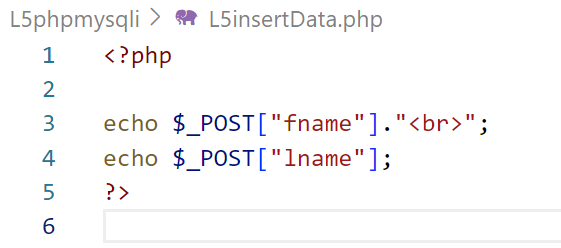 L5phpmysqli > L5insertData.php
1 <?php
2
3 echo $_POST["fname"]."<br>";
4 echo $_POST["lname"];
5 ?>
6